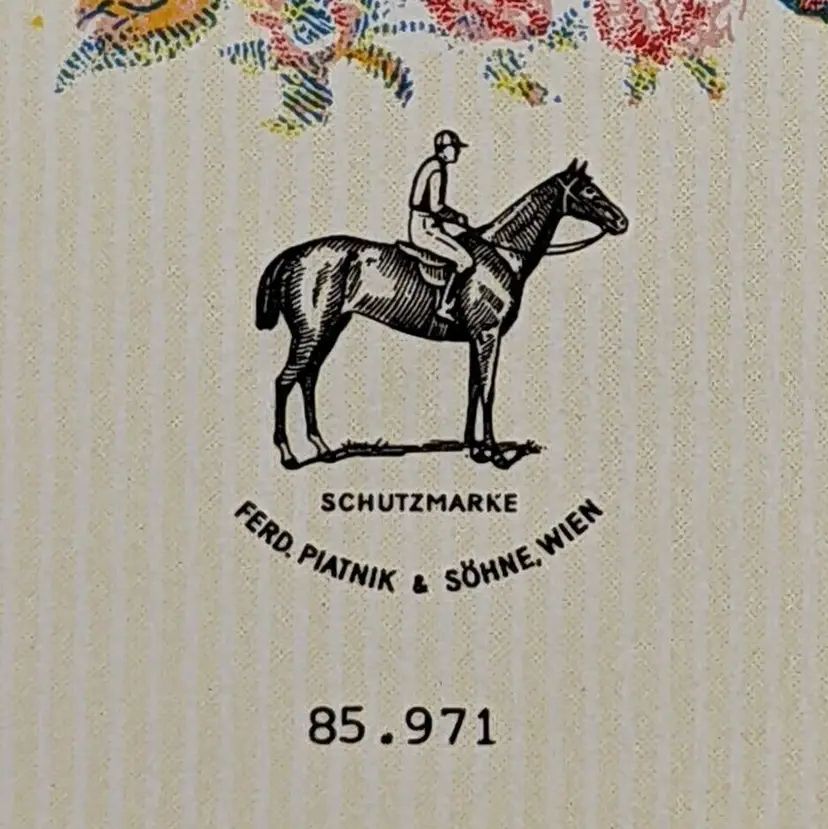 SCHUTZMARKE
FERD. PIATNIK & SÖHNE, WIEN
85.971